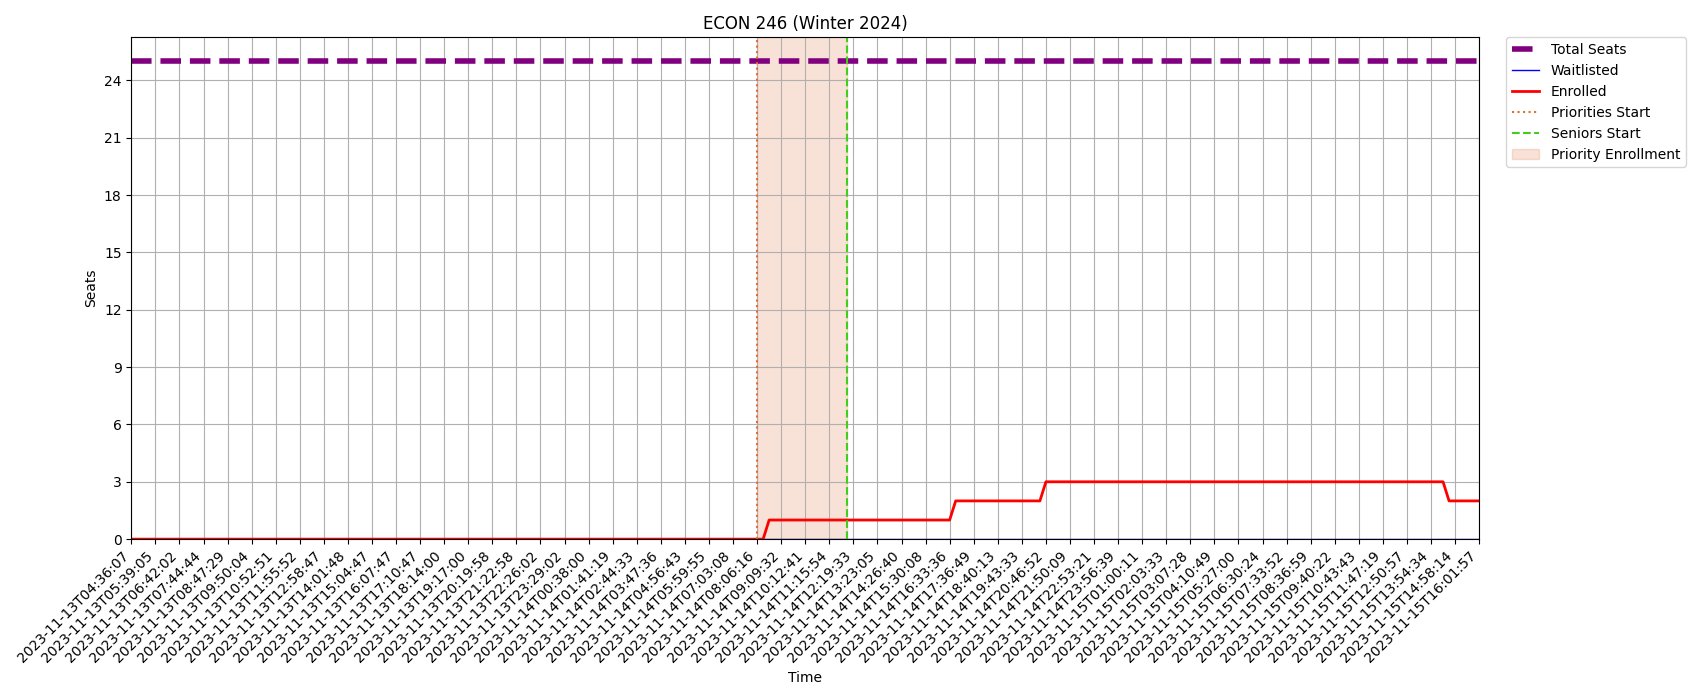 ECON 246 (Winter 2024)
Total Seats
Waitlisted
Enrolled
Priorities Start
Seniors Start
Priority Enrollment
Seats
24
21
18
15
12
9
6
3
0
2023-11-13T04:36:07
2023-11-13T05:39:05
2023-11-13T06:42:02
2023-11-13T07:44:44
2023-11-13T08:47:29
2023-11-13T09:50:04
2023-11-13T10:52:51
2023-11-13T11:55:52
2023-11-13T12:58:47
2023-11-13T14:01:48
2023-11-13T15:04:47
2023-11-13T16:07:47
2023-11-13T17:10:47
2023-11-13T18:14:00
2023-11-13T19:17:00
2023-11-13T20:19:58
2023-11-13T21:22:58
2023-11-13T22:26:02
2023-11-13T23:29:02
2023-11-14T00:38:00
2023-11-14T01:41:19
2023-11-14T02:44:33
2023-11-14T03:47:36
2023-11-14T04:56:43
2023-11-14T05:59:55
2023-11-14T07:03:08
2023-11-14T08:06:16
2023-11-14T09:09:32
2023-11-14T10:12:41
2023-11-14T11:15:54
2023-11-14T12:19:33
2023-11-14T13:23:05
2023-11-14T14:26:40
2023-11-14T15:30:08
2023-11-14T16:33:36
2023-11-14T17:36:49
2023-11-14T18:40:13
2023-11-14T19:43:33
2023-11-14T20:46:52
2023-11-14T21:50:09
2023-11-14T22:53:21
2023-11-14T23:56:39
2023-11-15T01:00:11
2023-11-15T02:03:33
2023-11-15T03:07:28
2023-11-15T04:10:49
2023-11-15T05:27:00
2023-11-15T06:30:24
2023-11-15T07:33:52
2023-11-15T08:36:59
2023-11-15T09:40:22
2023-11-15T10:43:43
2023-11-15T11:47:19
2023-11-15T12:50:57
2023-11-15T13:54:34
2023-11-15T14:58:14
2023-11-15T16:01:57
Time